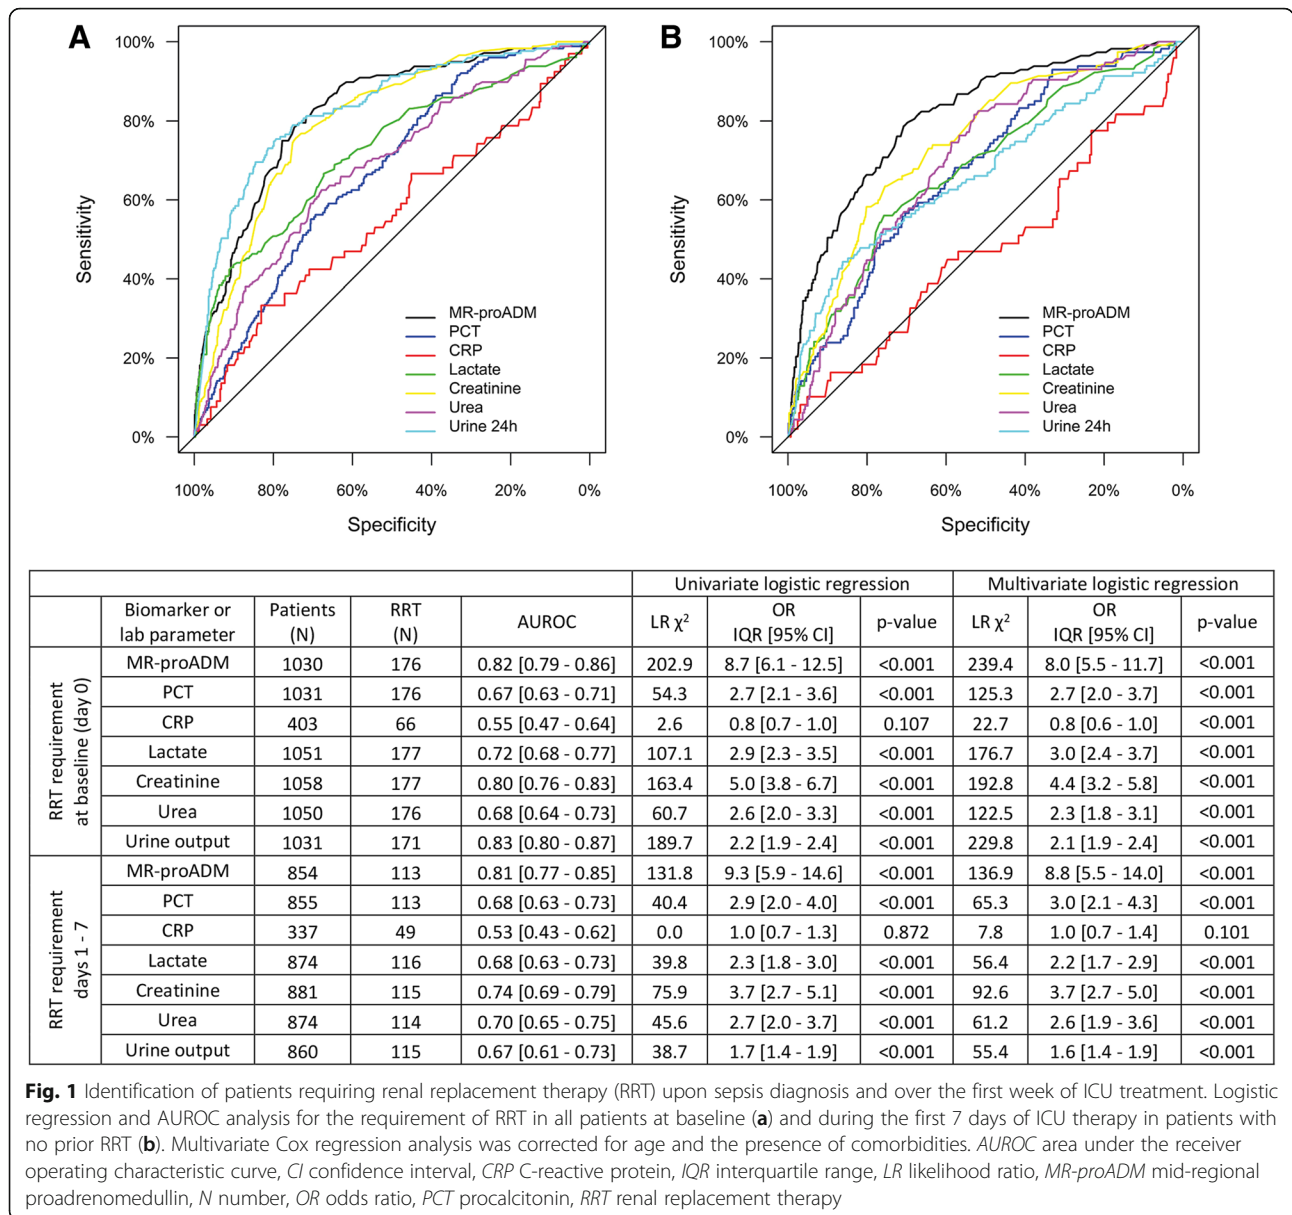 A
100%
80%
60%
40%
20%
0%
Sensitivity
MR-proADM
PCT
CRP
Lactate
Creatinine
Urea
Urine 24h
100% 80% 60% 40% 20% 0%
Specificity
B
100%
80%
60%
40%
20%
0%
Sensitivity
MR-proADM
PCT
CRP
Lactate
Creatinine
Urea
Urine 24h
100% 80% 60% 40% 20% 0%
Specificity
Univariate logistic regression Multivariate logistic regression
Biomarker or lab parameter Patients (N) RRT (N) AUROC LR χ² OR IQR [95% CI] p-value LR χ² OR IQR [95% CI] p-value
RRT requirement at baseline (day 0)
MR-proADM 1030 176 0.82 [0.79 - 0.86] 202.9 8.7 [6.1 - 12.5] <0.001 239.4 8.0 [5.5 - 11.7] <0.001
PCT 1031 176 0.67 [0.63 - 0.71] 54.3 2.7 [2.1 - 3.6] <0.001 125.3 2.7 [2.0 - 3.7] <0.001
CRP 403 66 0.55 [0.47 - 0.64] 2.6 0.8 [0.7 - 1.0] 0.107 22.7 0.8 [0.6 - 1.0] <0.001
Lactate 1051 177 0.72 [0.68 - 0.77] 107.1 2.9 [2.3 - 3.5] <0.001 176.7 3.0 [2.4 - 3.7] <0.001
Creatinine 1058 177 0.80 [0.76 - 0.83] 163.4 5.0 [3.8 - 6.7] <0.001 192.8 4.4 [3.2 - 5.8] <0.001
Urea 1050 176 0.68 [0.64 - 0.73] 60.7 2.6 [2.0 - 3.3] <0.001 122.5 2.3 [1.8 - 3.1] <0.001
Urine output 1031 171 0.83 [0.80 - 0.87] 189.7 2.2 [1.9 - 2.4] <0.001 229.8 2.1 [1.9 - 2.4] <0.001
RRT requirement days 1 - 7
MR-proADM 854 113 0.81 [0.77 - 0.85] 131.8 9.3 [5.9 - 14.6] <0.001 136.9 8.8 [5.5 - 14.0] <0.001
PCT 855 113 0.68 [0.63 - 0.73] 40.4 2.9 [2.0 - 4.0] <0.001 65.3 3.0 [2.1 - 4.3] <0.001
CRP 337 49 0.53 [0.43 - 0.62] 0.0 1.0 [0.7 - 1.3] 0.872 7.8 1.0 [0.7 - 1.4] 0.101
Lactate 874 116 0.68 [0.63 - 0.73] 39.8 2.3 [1.8 - 3.0] <0.001 56.4 2.2 [1.7 - 2.9] <0.001
Creatinine 881 115 0.74 [0.69 - 0.79] 75.9 3.7 [2.7 - 5.1] <0.001 92.6 3.7 [2.7 - 5.0] <0.001
Urea 874 114 0.70 [0.65 - 0.75] 45.6 2.7 [2.0 - 3.7] <0.001 61.2 2.6 [1.9 - 3.6] <0.001
Urine output 860 115 0.67 [0.61 - 0.73] 38.7 1.7 [1.4 - 1.9] <0.001 55.4 1.6 [1.4 - 1.9] <0.001
Fig. 1 Identification of patients requiring renal replacement therapy (RRT) upon sepsis diagnosis and over the first week of ICU treatment. Logistic
regression and AUROC analysis for the requirement of RRT in all patients at baseline (a) and during the first 7 days of ICU therapy in patients with
no prior RRT (b). Multivariate Cox regression analysis was corrected for age and the presence of comorbidities. AUROC area under the receiver
operating characteristic curve, CI confidence interval, CRP C-reactive protein, IQR interquartile range, LR likelihood ratio, MR-proADM mid-regional
proadrenomedullin, N number, OR odds ratio, PCT procalcitonin, RRT renal replacement therapy